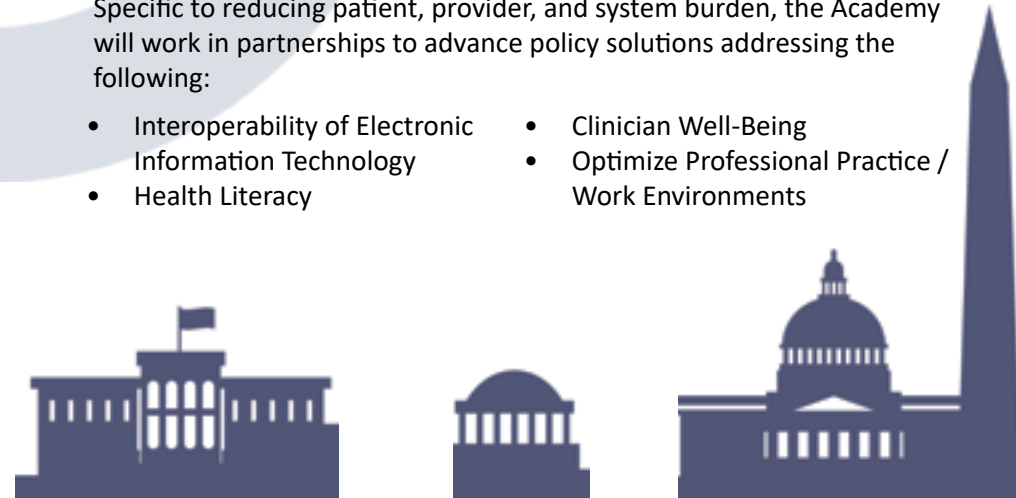 Specific to reducing patient, provider, and system burden, the Academy
will work in partnerships to advance policy solutions addressing the
following:
• Interoperability of Electronic
Information Technology
• Health Literacy
• Clinician Well-Being
• Optimize Professional Practice /
Work Environments